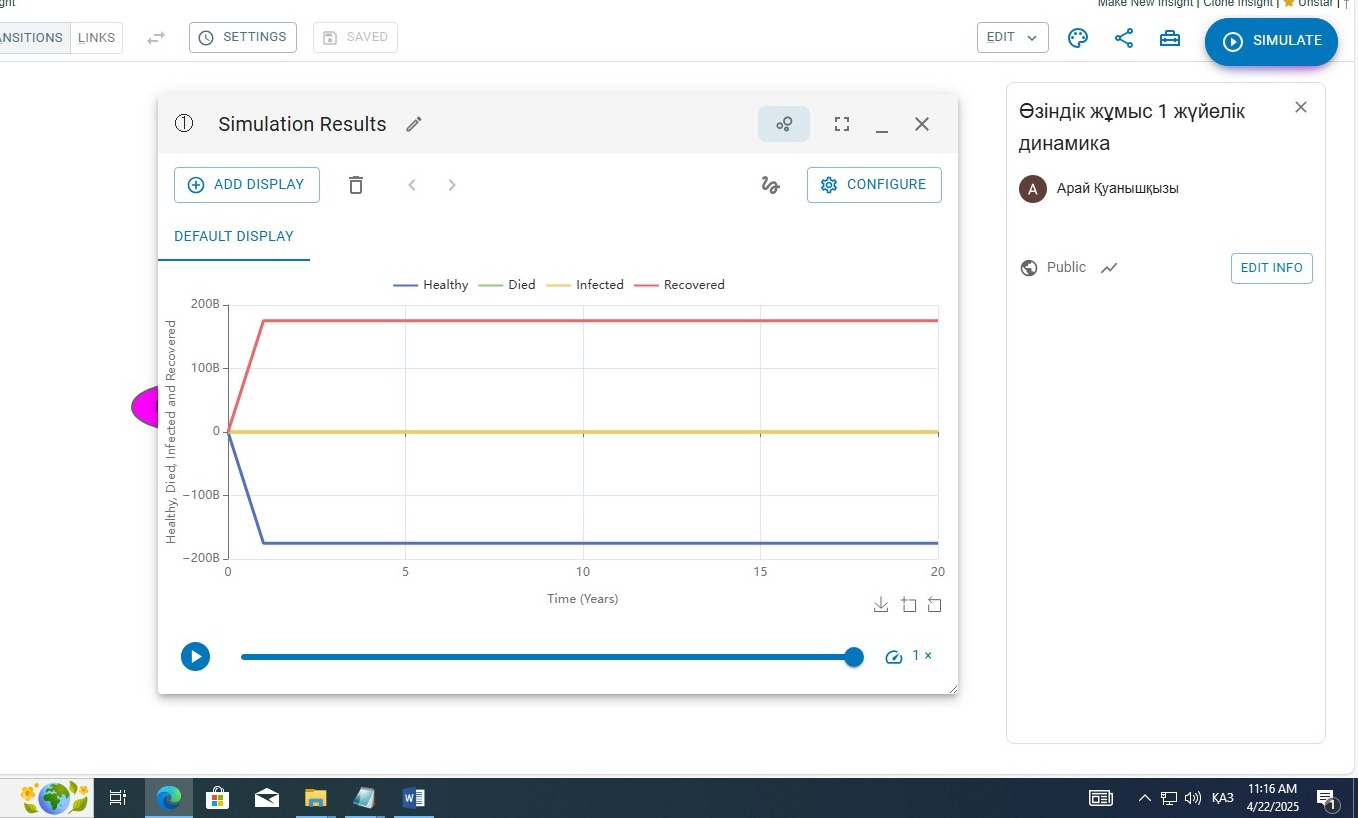 Make New Insight | Clone Insight | Unstar |
NSITIONS LINKS SETTINGS SAVED EDIT SIMULATE
① Simulation Results
ADD DISPLAY CONFIGURE
DEFAULT DISPLAY
Healthy Died Infected Recovered
200B
100B
0
−100B
−200B
Healthy, Died, Infected and Recovered
0 5 10 15 20
Time (Years)
1 ×
Өзіндік жұмыс 1 жүйелік
динамика
А Арай Қуанышқызы
Public EDIT INFO
W ҚАЗ 11:16 AM
4/22/2025
1